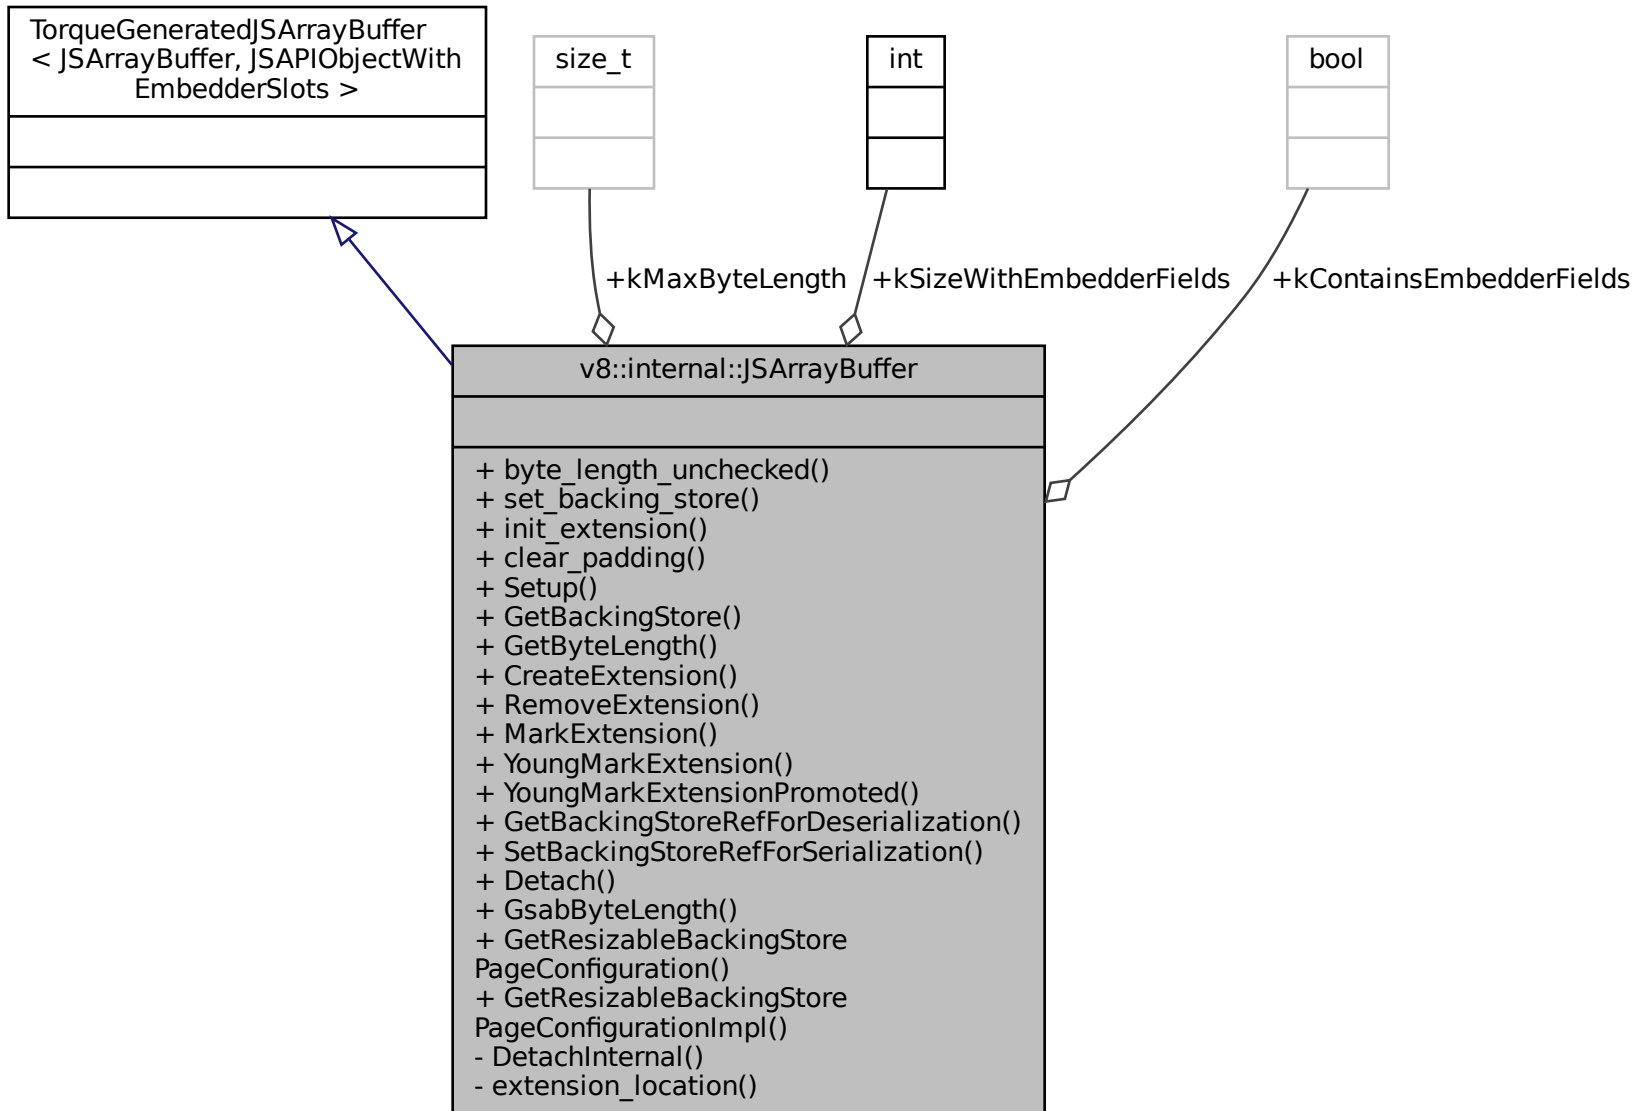 TorqueGeneratedJSArrayBuffer
< JSArrayBuffer, JSAPIObjectWith
EmbedderSlots >
size_t
int
bool
+kMaxByteLength
+kSizeWithEmbedderFields
+kContainsEmbedderFields
v8::internal::JSArrayBuffer
+ byte_length_unchecked()
+ set_backing_store()
+ init_extension()
+ clear_padding()
+ Setup()
+ GetBackingStore()
+ GetByteLength()
+ CreateExtension()
+ RemoveExtension()
+ MarkExtension()
+ YoungMarkExtension()
+ YoungMarkExtensionPromoted()
+ GetBackingStoreRefForDeserialization()
+ SetBackingStoreRefForSerialization()
+ Detach()
+ GsabByteLength()
+ GetResizableBackingStore
PageConfiguration()
+ GetResizableBackingStore
PageConfigurationImpl()
- DetachInternal()
- extension_location()